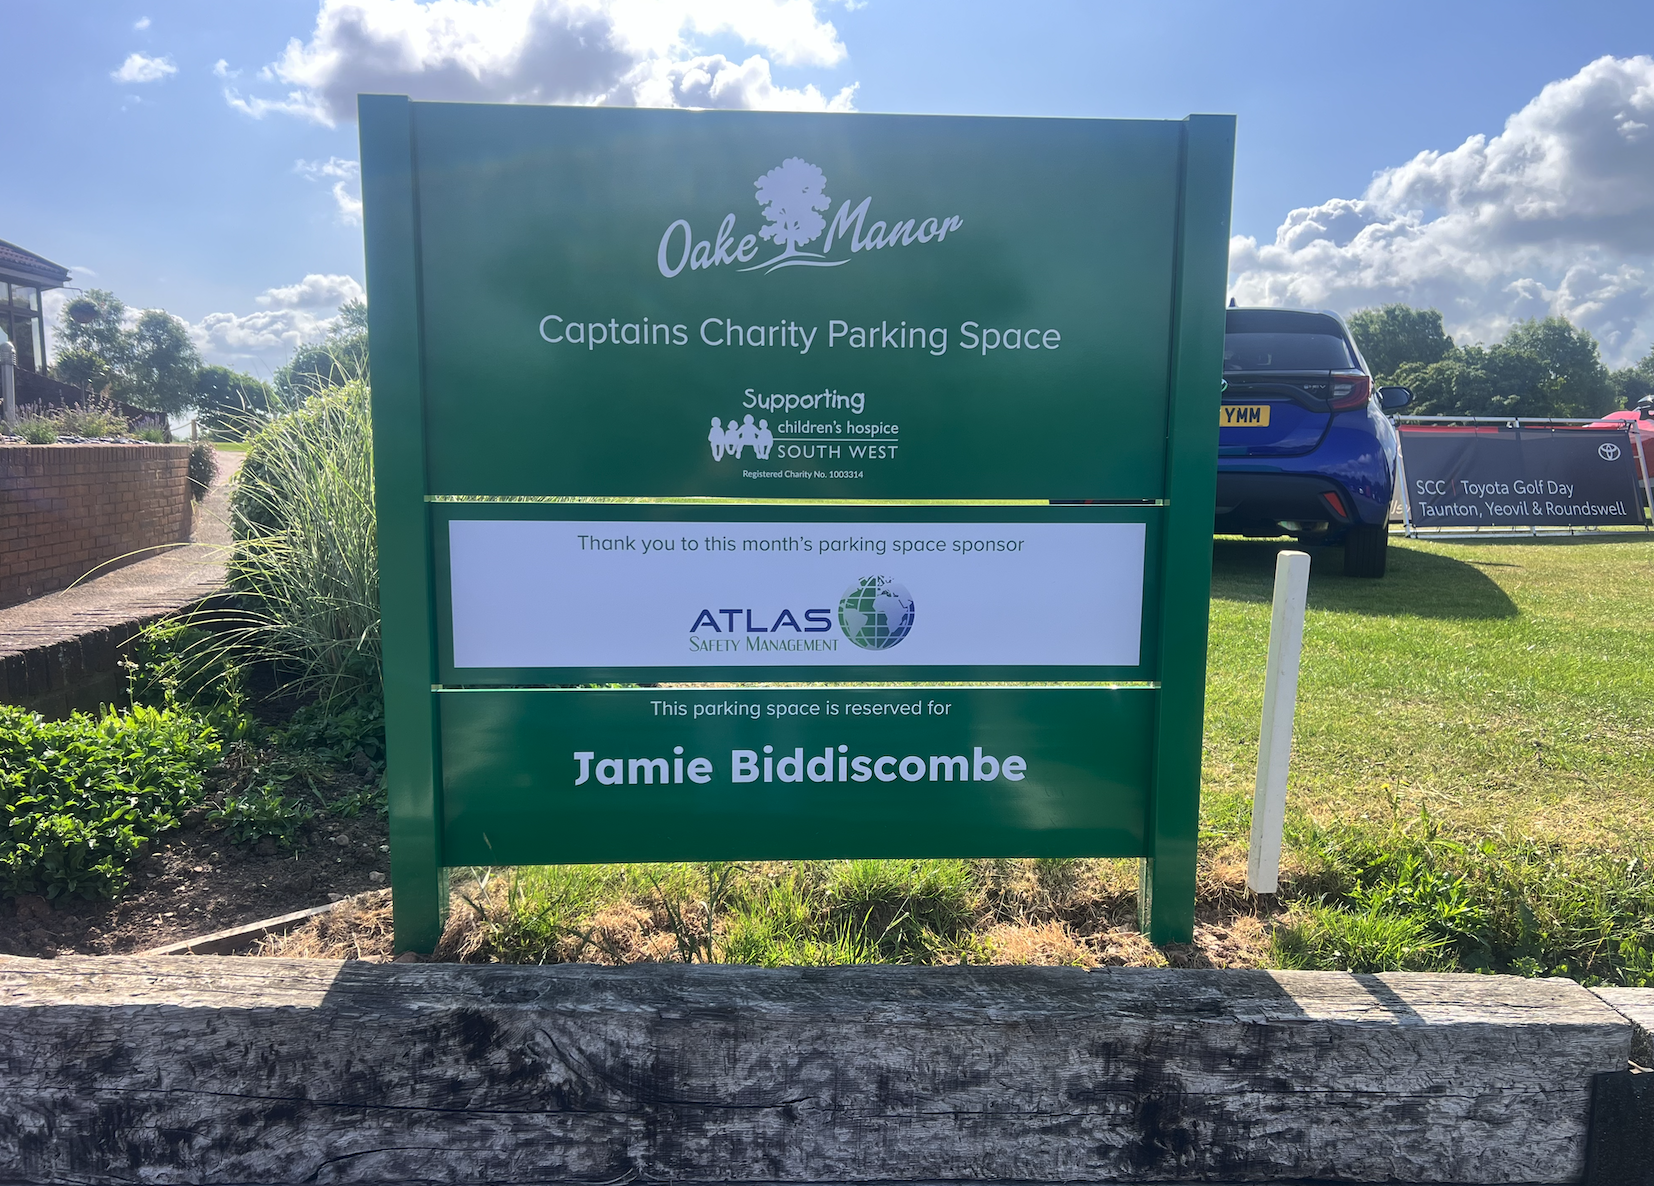 Oake Manor
Captains Charity Parking Space
Supporting
children's hospice
SOUTH WEST
Registered Charity No. 1003314
Thank you to this month's parking space sponsor
ATLAS
SAFETY MANAGEMENT
This parking space is reserved for
Jamie Biddiscombe
YMM
SCC | Toyota Golf Day
Taunton, Yeovil & Roundswell